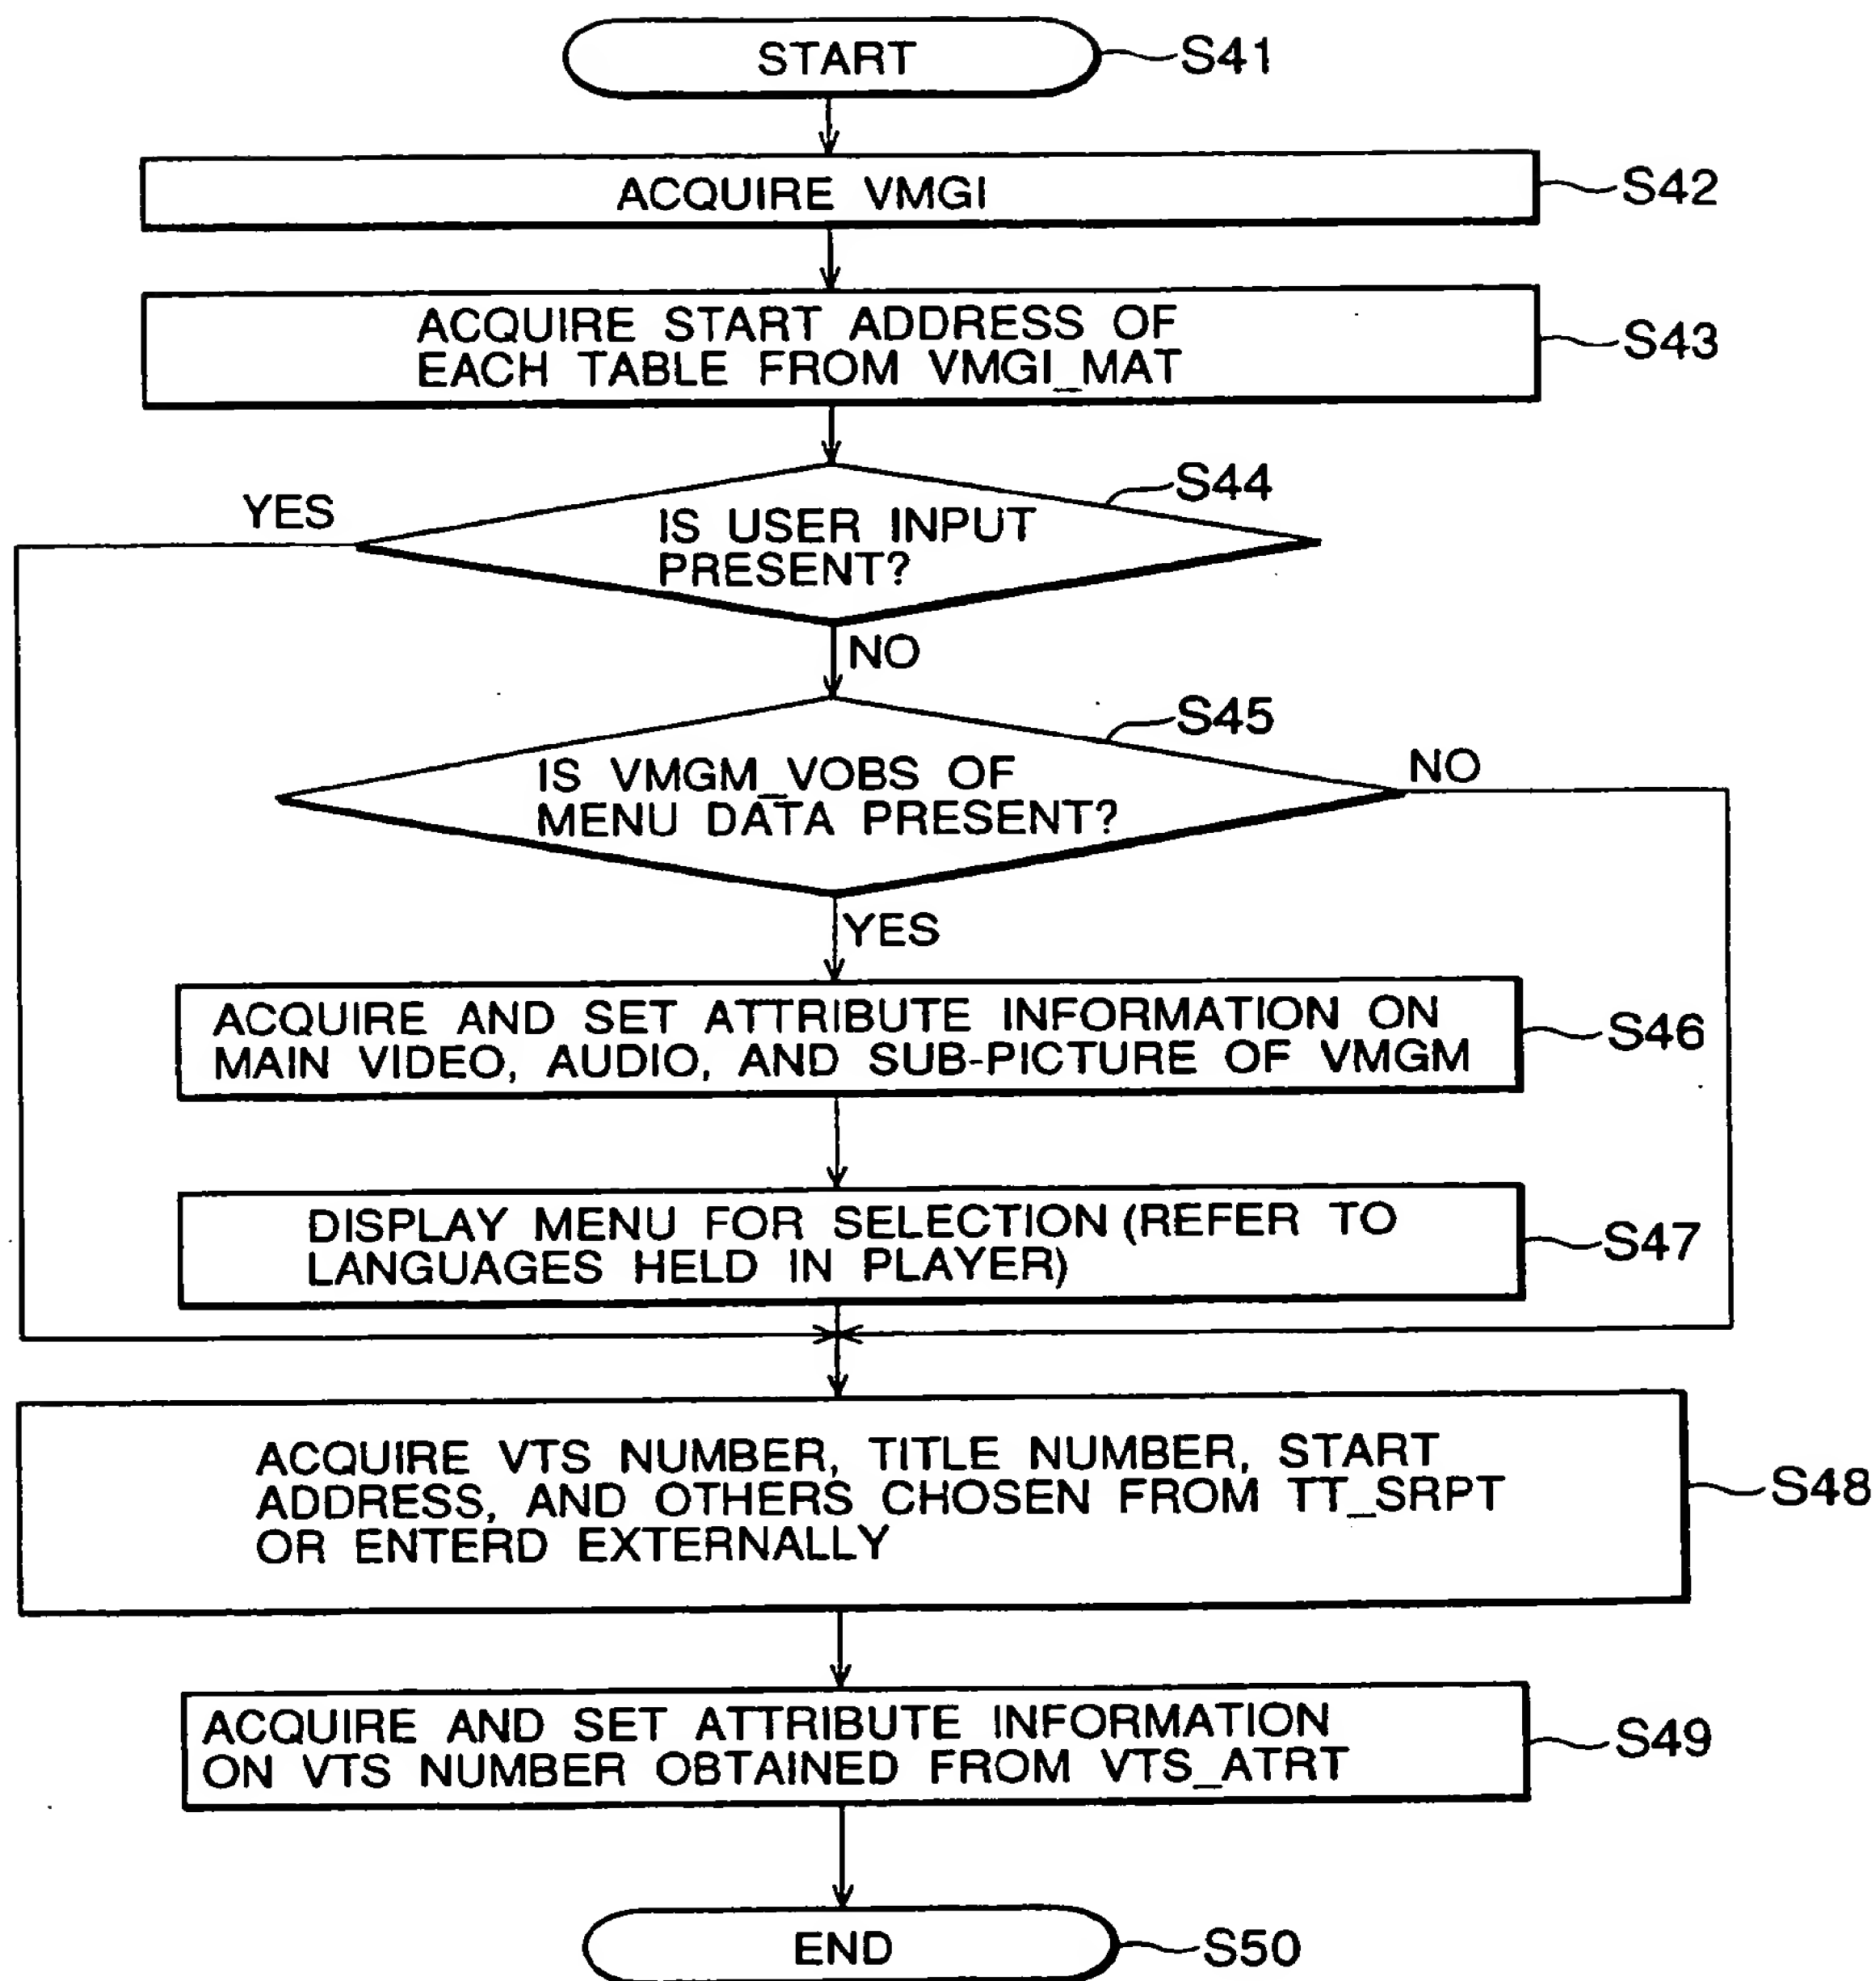 START
S41
ACQUIRE VMGI
S42
ACQUIRE START ADDRESS OF
EACH TABLE FROM VMGI_MAT
S43
S44
YES
IS USER INPUT
PRESENT?
NO
S45
IS VMGM_VOBS OF
MENU DATA PRESENT?
NO
YES
ACQUIRE AND SET ATTRIBUTE INFORMATION ON
MAIN VIDEO, AUDIO, AND SUB-PICTURE OF VMGM
S46
DISPLAY MENU FOR SELECTION (REFER TO
LANGUAGES HELD IN PLAYER)
S47
ACQUIRE VTS NUMBER, TITLE NUMBER, START
ADDRESS, AND OTHERS CHOSEN FROM TT_SRPT
OR ENTERD EXTERNALLY
S48
ACQUIRE AND SET ATTRIBUTE INFORMATION
ON VTS NUMBER OBTAINED FROM VTS_ATRT
S49
END
S50